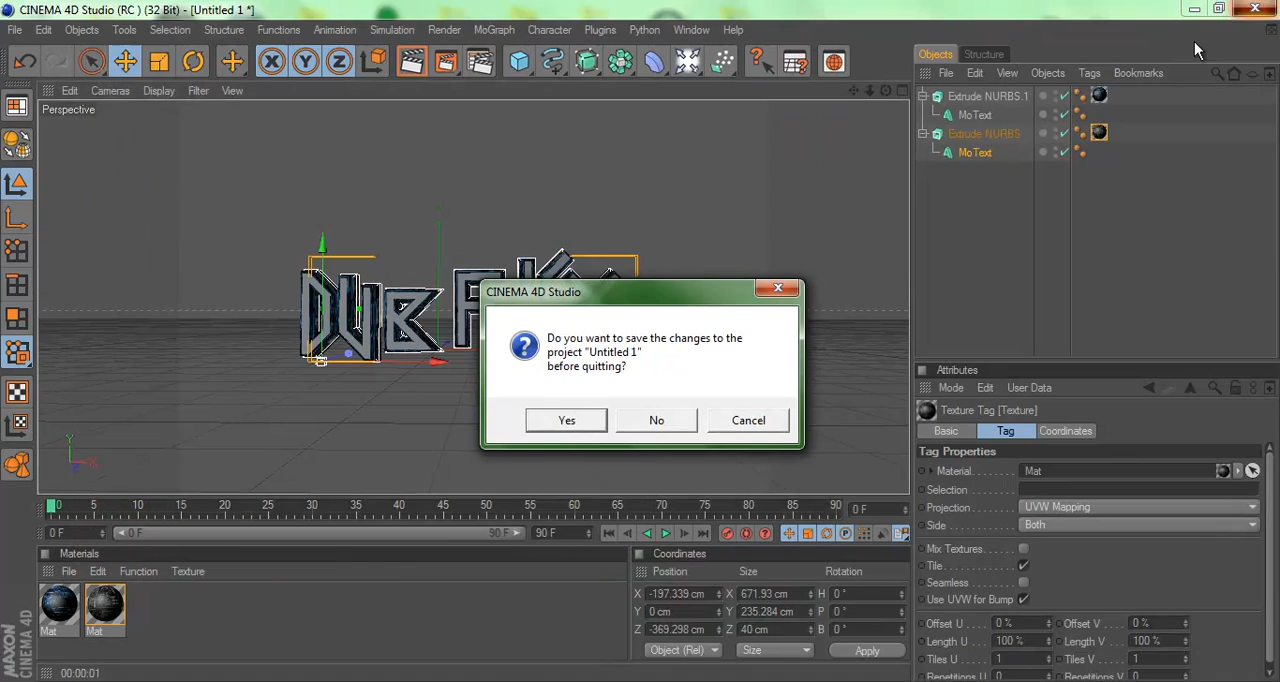 CINEMA 4D Studio (RC ) (32 Bit) - [Untitled 1 *]
File Edit Objects Tools Selection Structure Functions Animation Simulation Render MoGraph Character Plugins Python Window Help
X Y Z
Objects Structure
File Edit View Objects Tags Bookmarks
Edit Cameras Display Filter View
Perspective
Extrude NURBS.1
MoText
Extrude NURBS
MoText
DUB
CINEMA 4D Studio
Do you want to save the changes to the
project "Untitled 1"
before quitting?
Yes No Cancel
Y
X
Z
Attributes
Mode Edit User Data
Texture Tag [Texture]
Basic Tag Coordinates
Tag Properties
Material Mat
Selection
Projection UVW Mapping
Side Both
Mix Textures
Tile
Seamless
Use UVW for Bump
Offset U 0 % Offset V 0 %
Length U 100 % Length V 100 %
Tiles U 1 Tiles V 1
Repetitions U 0 Repetitions V 0
0 5 10 15 20 25 30 35 40 45 50 55 60 65 70 75 80 85 90 0 F
0 F 0 F 90 F 90 F
Materials
File Edit Function Texture
Mat Mat
Coordinates
Position Size Rotation
X -197.339 cm X 671.93 cm H 0 °
Y 0 cm Y 235.284 cm P 0 °
Z -369.298 cm Z 40 cm B 0 °
Object (Rel) Size Apply
MAXON
CINEMA 4D
00:00:01